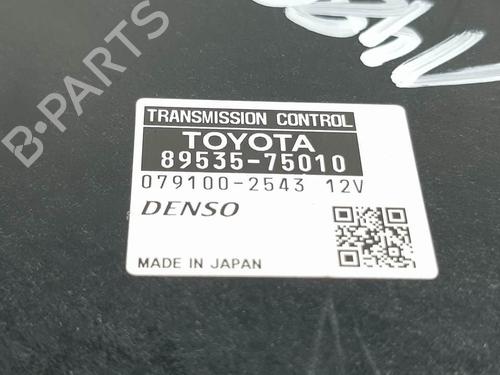 B-PARTS
TRANSMISSION CONTROL
TOYOTA
89535-75010
079100-2543 12V
DENSO
MADE IN JAPAN